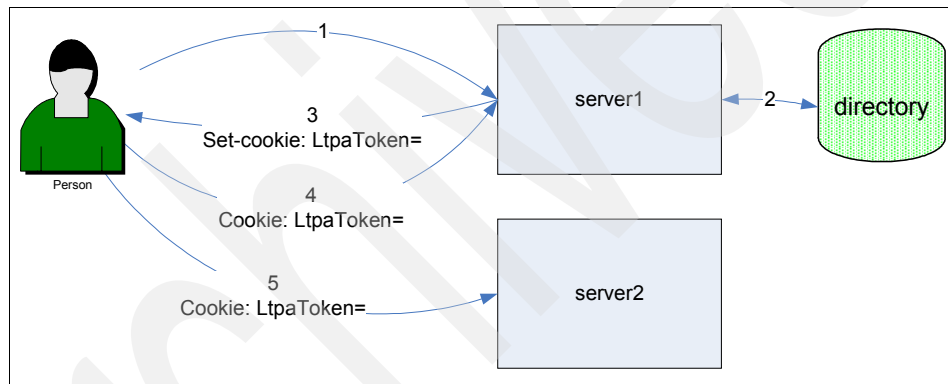 1
server1
2
directory
3
Set-cookie: LtpaToken=
Person
4
Cookie: LtpaToken=
5
Cookie: LtpaToken=
server2